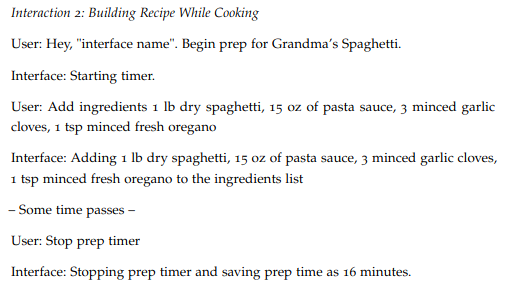 Interaction 2: Building Recipe While Cooking
User: Hey, "interface name". Begin prep for Grandma’s Spaghetti.
Interface: Starting timer.
User: Add ingredients 1 lb dry spaghetti, 15 oz of pasta sauce, 3 minced garlic
cloves, 1 tsp minced fresh oregano
Interface: Adding 1 lb dry spaghetti, 15 oz of pasta sauce, 3 minced garlic cloves,
1 tsp minced fresh oregano to the ingredients list
– Some time passes –
User: Stop prep timer
Interface: Stopping prep timer and saving prep time as 16 minutes.